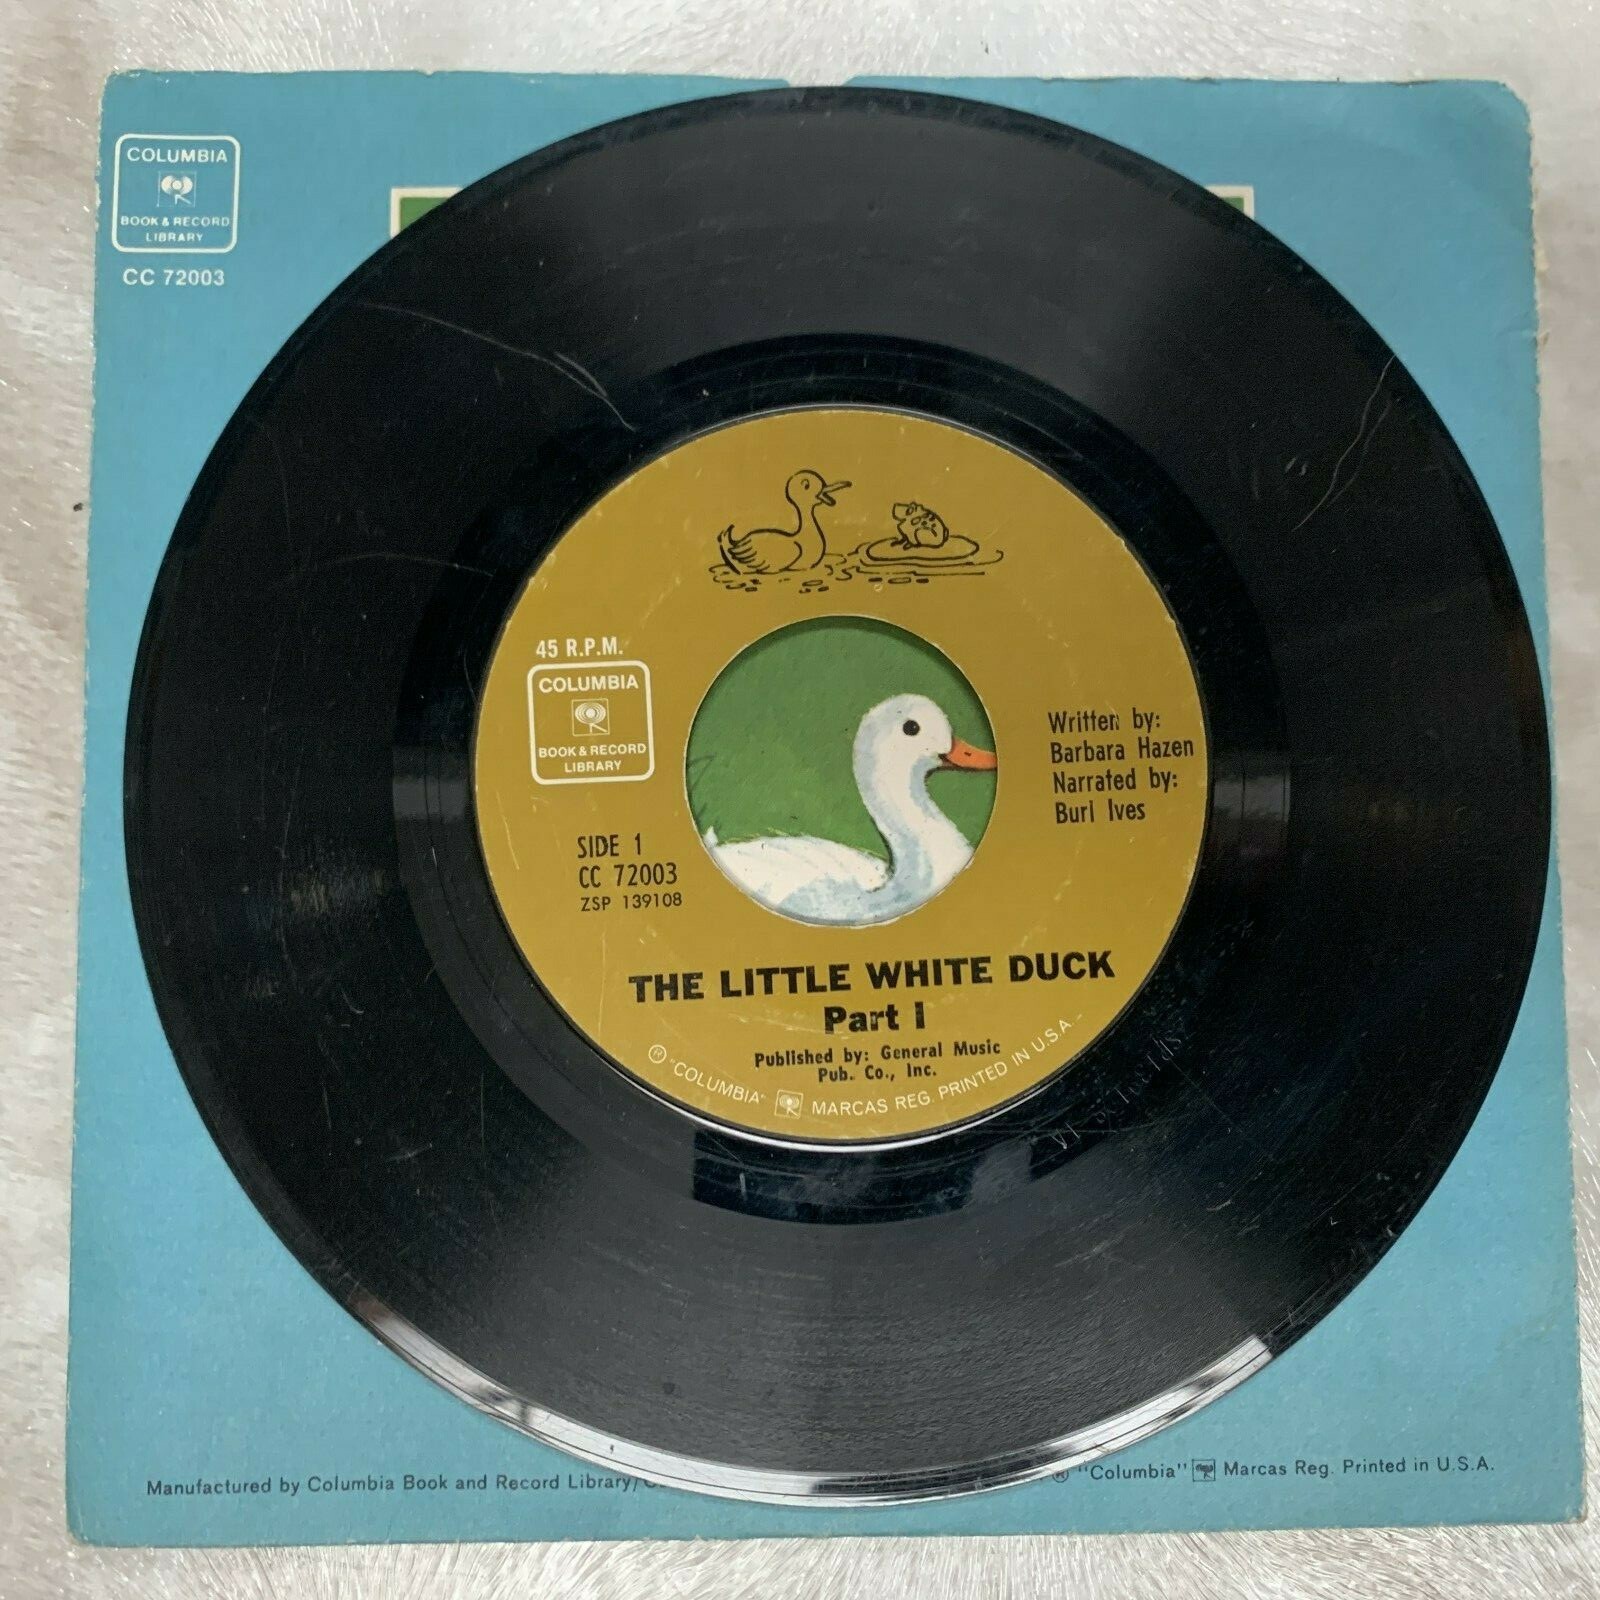 COLUMBIA
BOOK & RECORD
LIBRARY
CC 72003
45 R.P.M.
COLUMBIA
BOOK & RECORD
LIBRARY
Written by:
Barbara Hazen
Narrated by:
Burl Ives
SIDE 1
CC 72003
ZSP 139108
THE LITTLE WHITE DUCK
Part I
Published by: General Music
Pub. Co., Inc.
® "COLUMBIA" MARCAS REG. PRINTED IN U.S.A.
Manufactured by Columbia Book and Record Library/
® "Columbia" Marcas Reg. Printed in U.S.A.